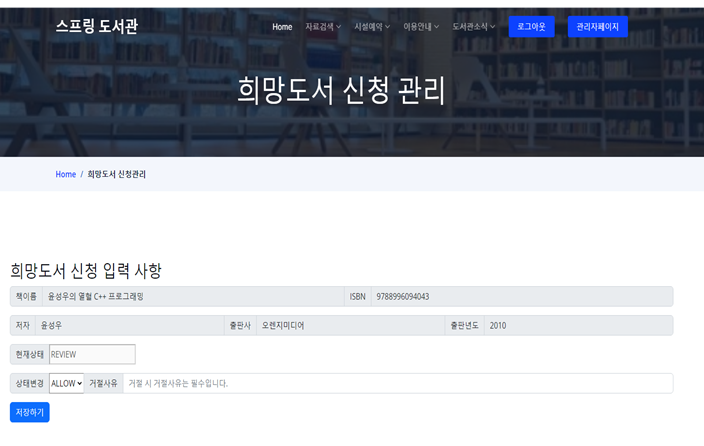 스프링 도서관 Home 자료검색 시설예약 이용안내 도서관소식 로그아웃 관리자페이지
희망도서 신청 관리
Home / 희망도서 신청관리
희망도서 신청 입력 사항
책이름 윤성우의 열혈 C++ 프로그래밍 ISBN 9788996094043
저자 윤성우 출판사 오렌지미디어 출판년도 2010
현재상태 REVIEW
상태변경 ALLOW 거절사유 거절 시 거절사유는 필수입니다.
저장하기